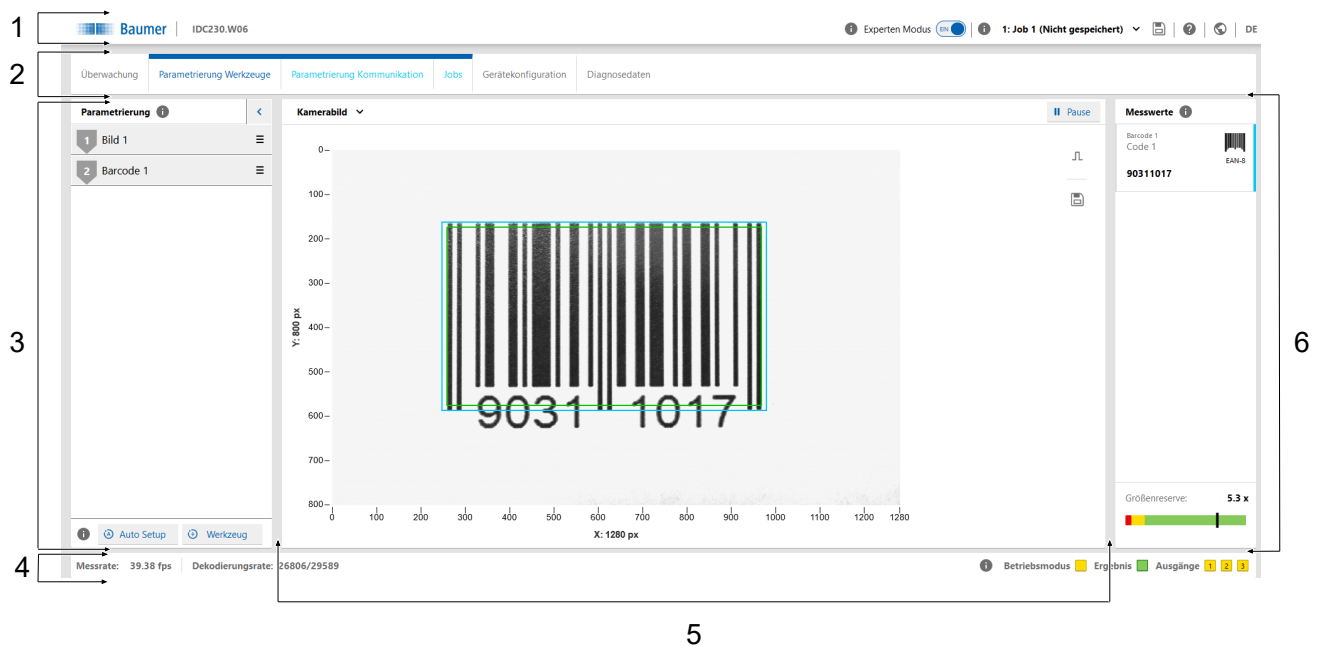 1
Baumer IDC230.W06 Experten Modus EN 1: Job 1 (Nicht gespeichert) DE
2
Überwachung Parametrierung Werkzeuge Parametrierung Kommunikation Jobs Gerätekonfiguration Diagnosedaten
3
Parametrierung
1 Bild 1
2 Barcode 1
Auto Setup Werkzeug
Kamerabild Pause
0
100
200
300
400
500
600
700
800
Y: 800 px
9031 1017
0 100 200 300 400 500 600 700 800 900 1000 1100 1200 1280
X: 1280 px
Messwerte
Barcode 1
Code 1
EAN-8
90311017
Größenreserve: 5.3 x
6
4
Messrate: 39.38 fps Dekodierungsrate: 26806/29589 Betriebsmodus Ergebnis Ausgänge 1 2 3
5